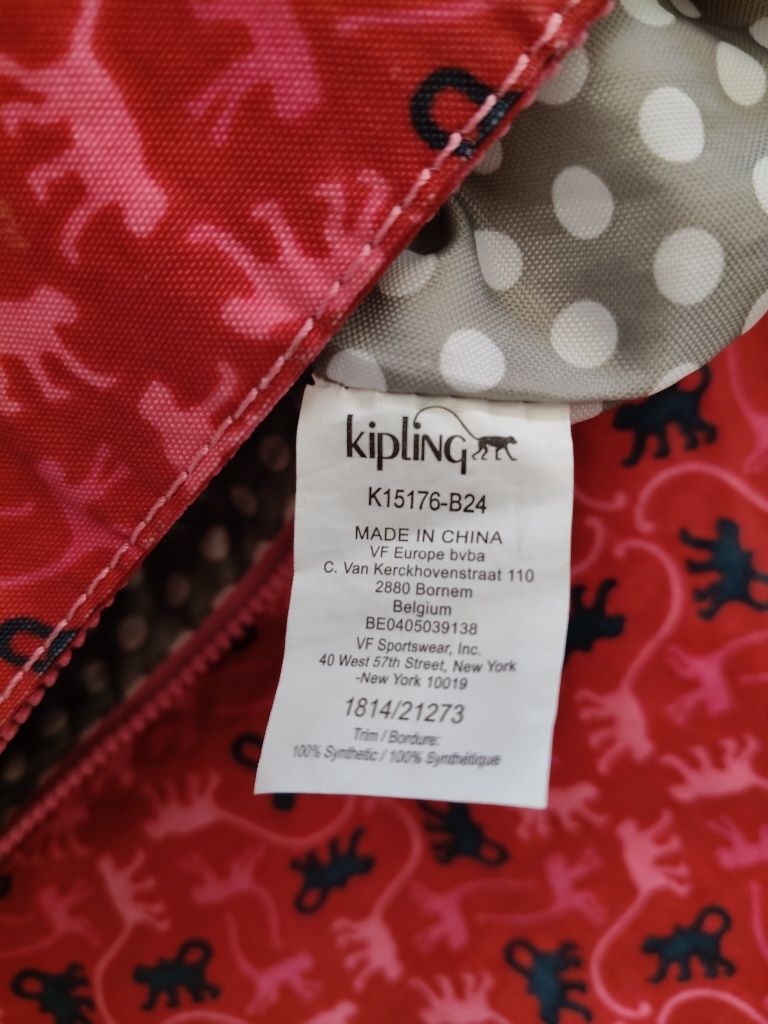 kipling
K15176-B24
MADE IN CHINA
VF Europe bvba
C. Van Kerckhovenstraat 110
2880 Bornem
Belgium
BE0405039138
VF Sportswear, Inc.
40 West 57th Street, New York
-New York 10019
1814/21273
Trim / Bordure:
100% Synthetic / 100% Synthétique